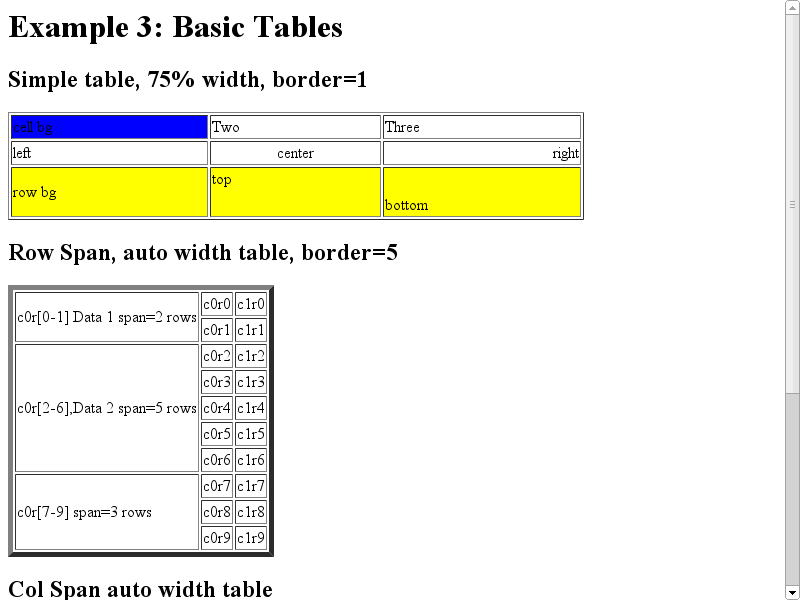 Example 3: Basic Tables
Simple table, 75% width, border=1
cell bg Two Three
left center right
row bg top bottom
Row Span, auto width table, border=5
c0r[0-1] Data 1 span=2 rows c0r0 c1r0
c0r1 c1r1
c0r[2-6],Data 2 span=5 rows c0r2 c1r2
c0r3 c1r3
c0r4 c1r4
c0r5 c1r5
c0r6 c1r6
c0r[7-9] span=3 rows c0r7 c1r7
c0r8 c1r8
c0r9 c1r9
Col Span auto width table